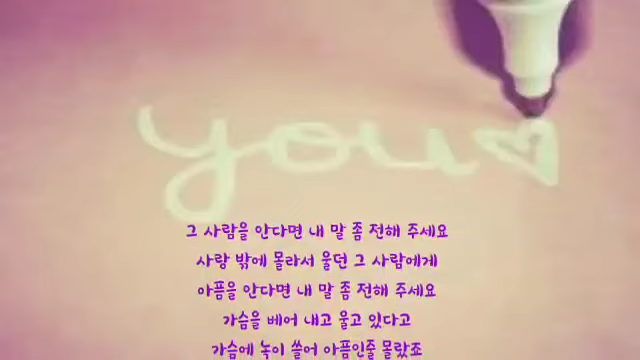 you
그 사람을 안다면 내 말 좀 전해 주세요
사랑 밖에 몰라서 울던 그 사람에게
아픔을 안다면 내 말 좀 전해 주세요
가슴을 베어 내고 울고 있다고
가슴에 녹이 쓸어 아픔인줄 몰랐죠